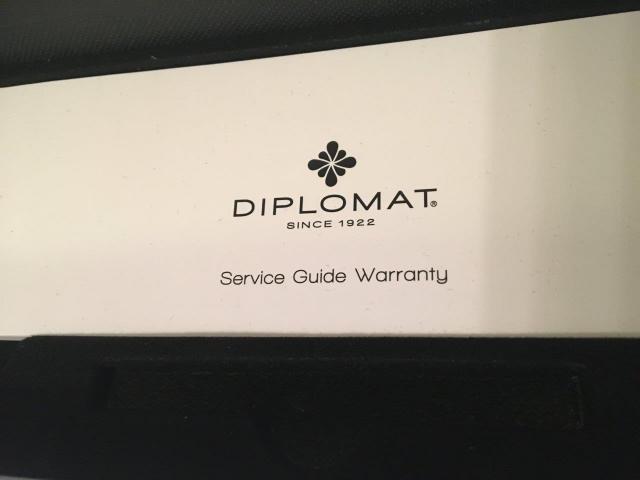 DIPLOMAT®
SINCE 1922
Service Guide Warranty